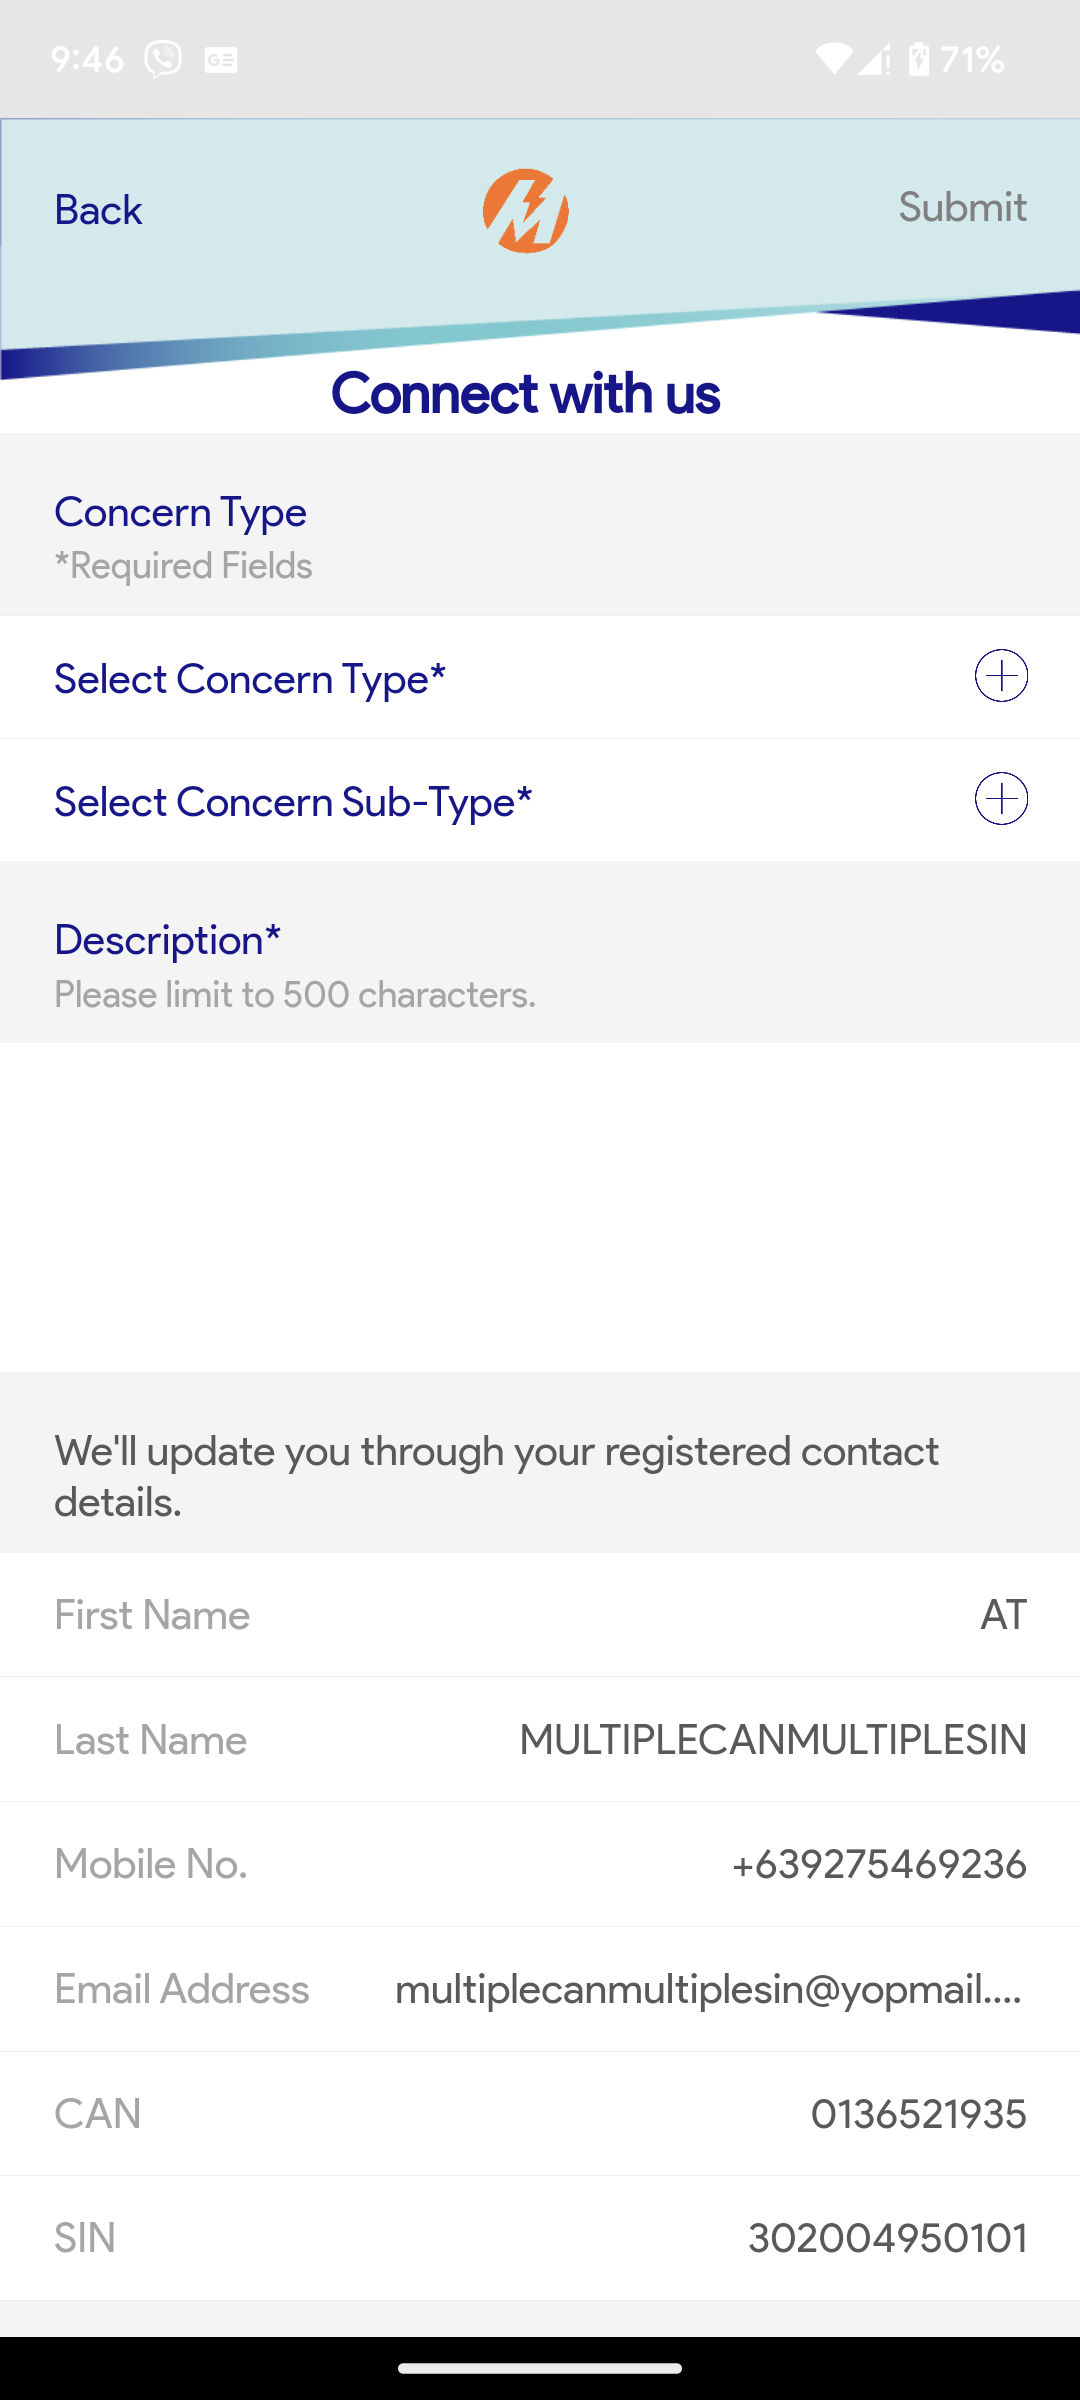 9:46 71%
Back
Submit
Connect with us
Concern Type
*Required Fields
Select Concern Type*
Select Concern Sub-Type*
Description*
Please limit to 500 characters.
We'll update you through your registered contact
details.
First Name AT
Last Name MULTIPLECANMULTIPLESIN
Mobile No. +639275469236
Email Address multiplecanmultiplesin@yopmail....
CAN 0136521935
SIN 302004950101